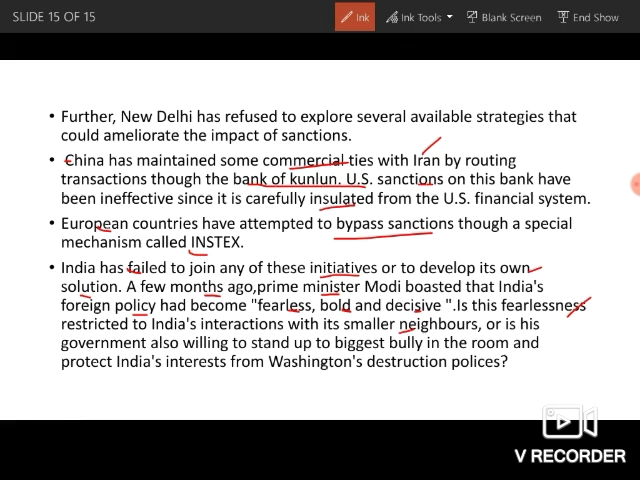 SLIDE 15 OF 15
Ink
Ink Tools
Blank Screen
End Show
• Further, New Delhi has refused to explore several available strategies that
could ameliorate the impact of sanctions.
• China has maintained some commercial ties with Iran by routing
transactions though the bank of kunlun. U.S. sanctions on this bank have
been ineffective since it is carefully insulated from the U.S. financial system.
• European countries have attempted to bypass sanctions though a special
mechanism called INSTEX.
• India has failed to join any of these initiatives or to develop its own
solution. A few months ago,prime minister Modi boasted that India's
foreign policy had become "fearless, bold and decisive ".Is this fearlessness
restricted to India's interactions with its smaller neighbours, or is his
government also willing to stand up to biggest bully in the room and
protect India's interests from Washington's destruction polices?
V RECORDER